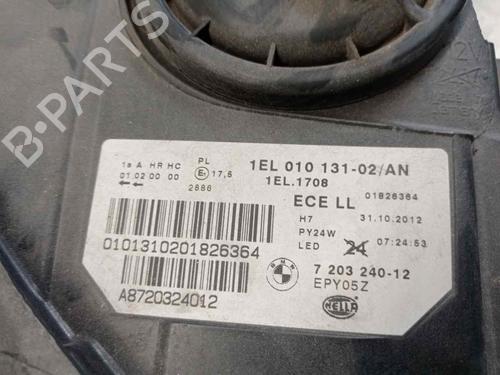 1a A HR HC PL
01.02 00 00 E1 17,5
2886
1EL 010 131-02/AN
1EL.1708
01826364
ECE LL
H7 31.10.2012
PY24W
LED 24 07:24:53
0101310201826364
BMW 7 203 240-12
EPY05Z
A8720324012
HELLA
B-PARTS